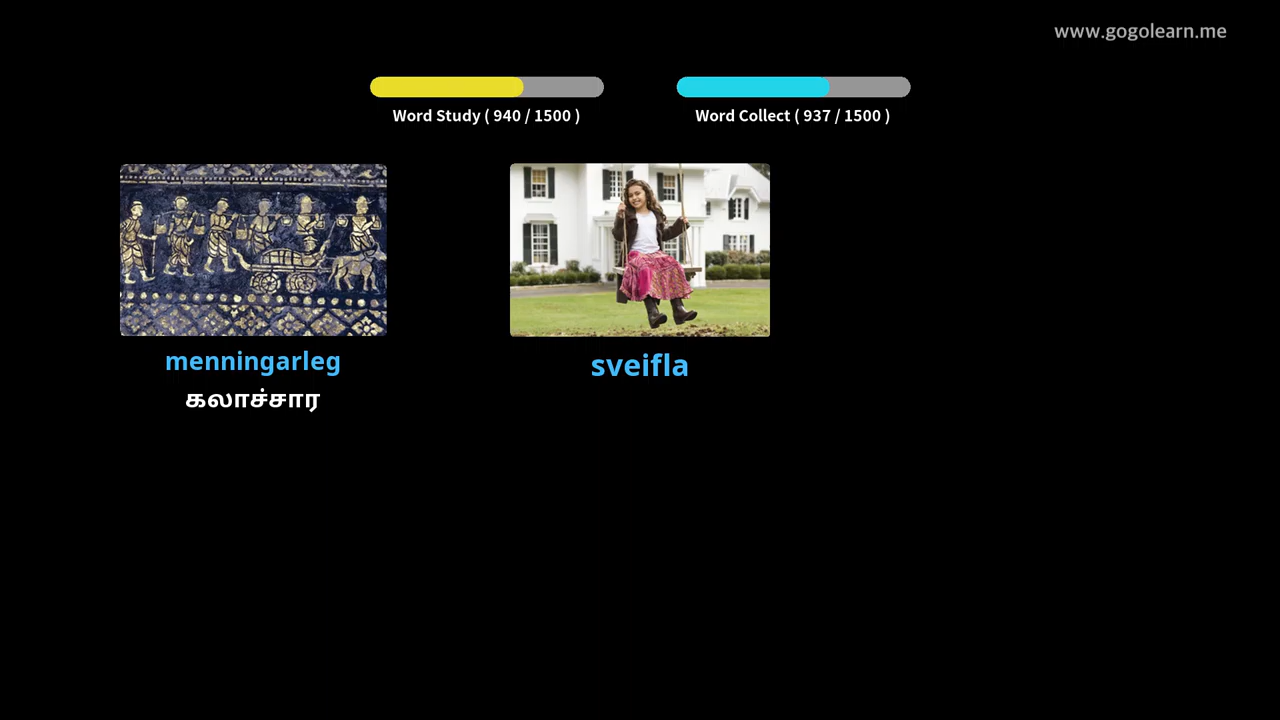 www.gogolearn.me
Word Study ( 940 / 1500 )
Word Collect ( 937 / 1500 )
menningarleg
கலாச்சார
sveifla